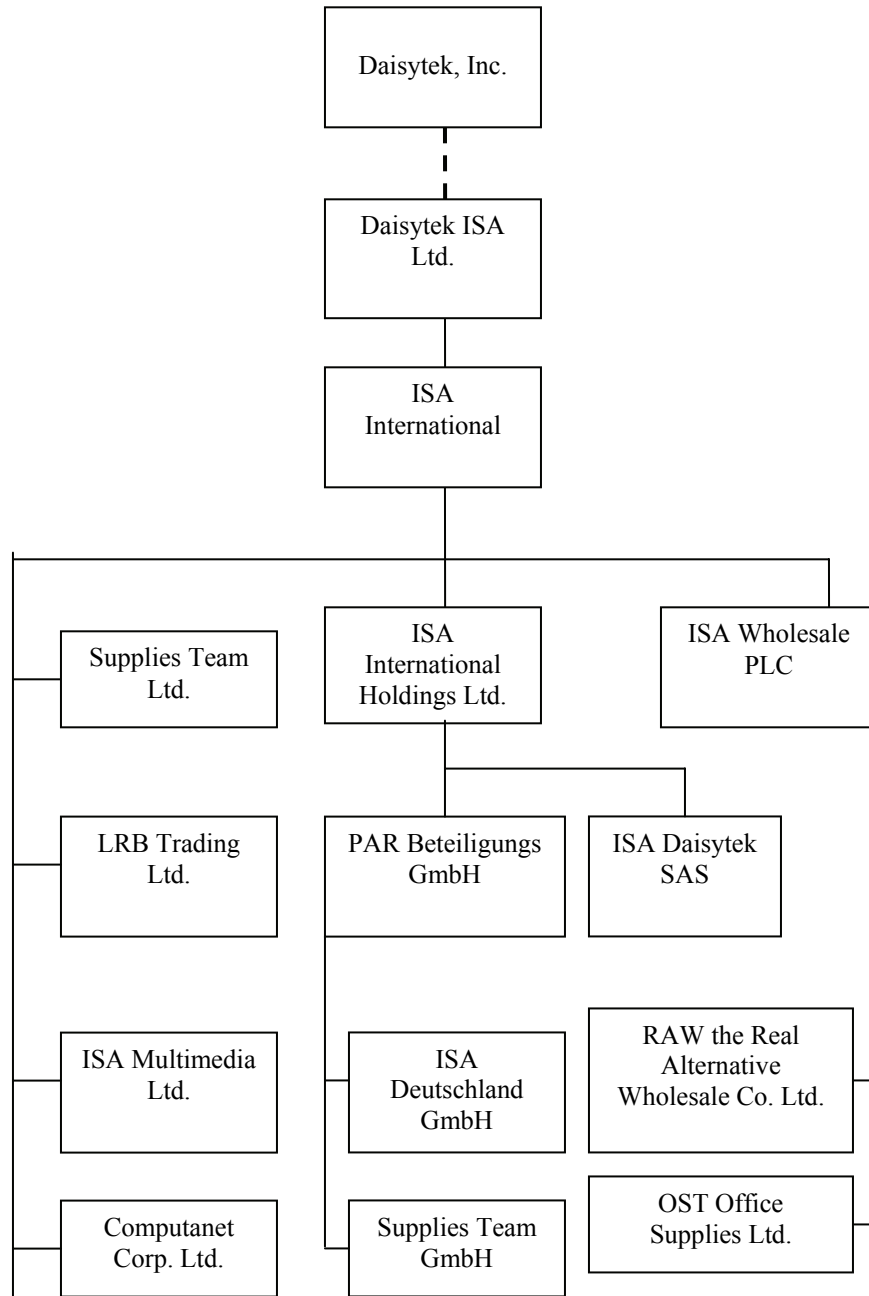 Daisytek, Inc.
Daisytek ISA
Ltd.
ISA
International
Supplies Team
Ltd.
ISA
International
Holdings Ltd.
ISA Wholesale
PLC
LRB Trading
Ltd.
PAR Beteiligungs
GmbH
ISA Daisytek
SAS
ISA Multimedia
Ltd.
ISA
Deutschland
GmbH
RAW the Real
Alternative
Wholesale Co. Ltd.
Computanet
Corp. Ltd.
Supplies Team
GmbH
OST Office
Supplies Ltd.